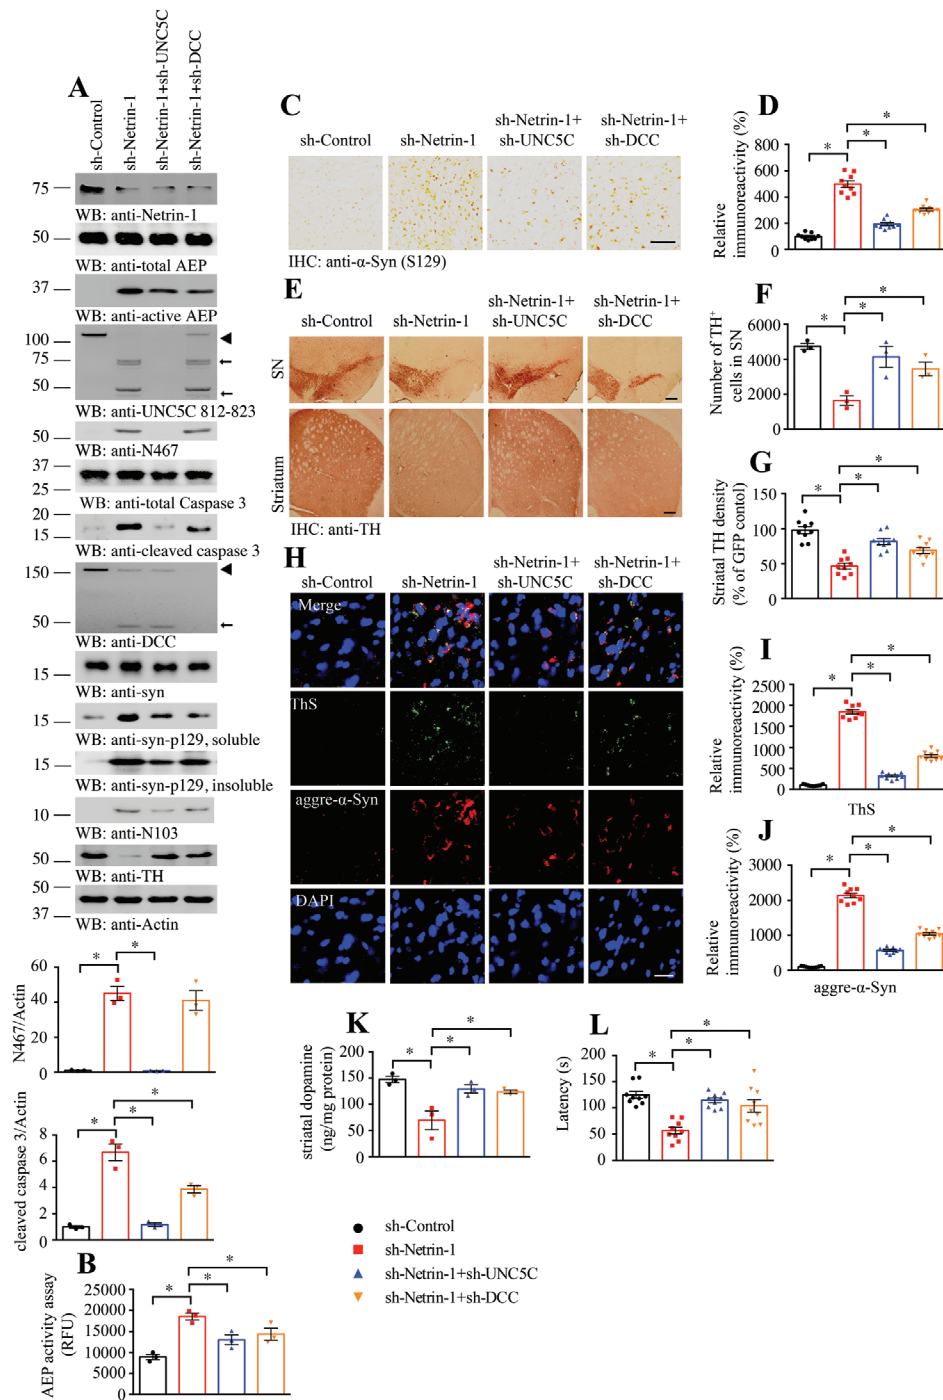 A
sh-Control
sh-Netrin-1
sh-Netrin-1+sh-UNC5C
sh-Netrin-1+sh-DCC
75
WB: anti-Netrin-1
50
WB: anti-total AEP
37
WB: anti-active AEP
100
75
50
WB: anti-UNC5C 812-823
50
WB: anti-N467
37
25
WB: anti-total Caspase 3
20
15
WB: anti-cleaved caspase 3
150
50
WB: anti-DCC
15
WB: anti-syn
15
WB: anti-syn-p129, soluble
15
WB: anti-syn-p129, insoluble
10
WB: anti-N103
50
WB: anti-TH
50
37
WB: anti-Actin
N467/Actin
60
40
20
0
* *
cleaved caspase 3/Actin
8
6
4
2
0
* * *
B
AEP activity assay
(RFU)
25000
20000
15000
10000
5000
0
* * *
C
sh-Control
sh-Netrin-1
sh-Netrin-1+
sh-UNC5C
sh-Netrin-1+
sh-DCC
IHC: anti-α-Syn (S129)
D
Relative
immunoreactivity (%)
800
600
400
200
0
* * *
E
sh-Control
sh-Netrin-1
sh-Netrin-1+
sh-UNC5C
sh-Netrin-1+
sh-DCC
SN
Striatum
IHC: anti-TH
F
Number of TH+
cells in SN
6000
4000
2000
0
* * *
G
Striatal TH density
(% of GFP control)
150
100
50
0
* * *
H
sh-Control
sh-Netrin-1
sh-Netrin-1+
sh-UNC5C
sh-Netrin-1+
sh-DCC
Merge
ThS
aggre-α-Syn
DAPI
I
Relative
immunoreactivity (%)
2000
1500
1000
500
0
* * *
ThS
J
Relative
immunoreactivity (%)
3000
2000
1000
0
* * *
aggre-α-Syn
K
striatal dopamine
(ng/mg protein)
200
150
100
50
0
* * *
L
Latency (s)
200
150
100
50
0
* * *
sh-Control
sh-Netrin-1
sh-Netrin-1+sh-UNC5C
sh-Netrin-1+sh-DCC